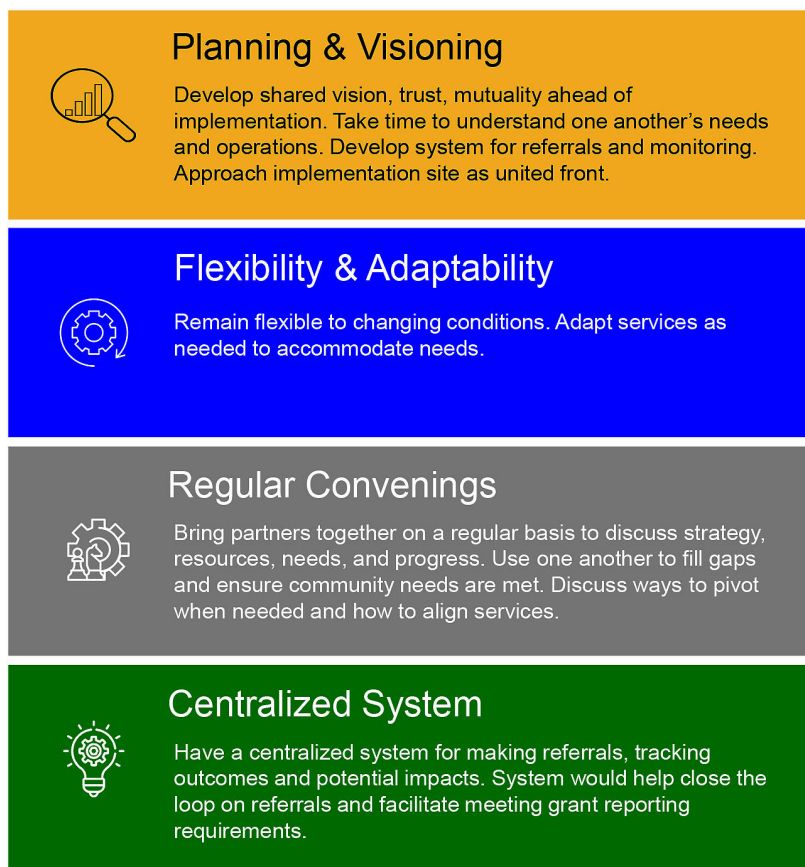 Planning & Visioning
Develop shared vision, trust, mutuality ahead of
implementation. Take time to understand one another’s needs
and operations. Develop system for referrals and monitoring.
Approach implementation site as united front.
Flexibility & Adaptability
Remain flexible to changing conditions. Adapt services as
needed to accommodate needs.
Regular Convenings
Bring partners together on a regular basis to discuss strategy,
resources, needs, and progress. Use one another to fill gaps
and ensure community needs are met. Discuss ways to pivot
when needed and how to align services.
Centralized System
Have a centralized system for making referrals, tracking
outcomes and potential impacts. System would help close the
loop on referrals and facilitate meeting grant reporting
requirements.